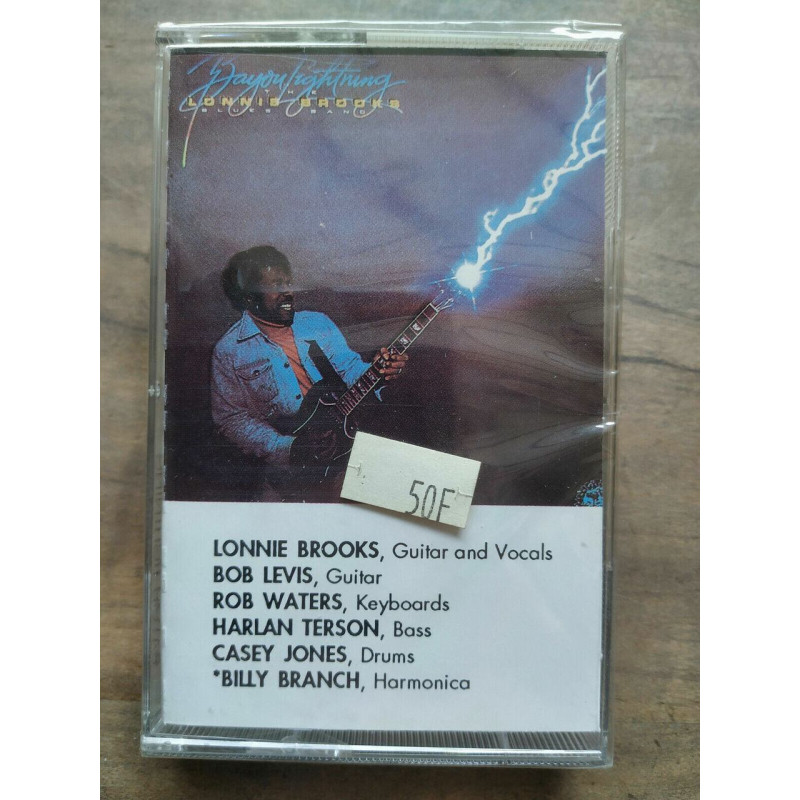 Bayou Lightning
THE
LONNIE BROOKS
BLUES BAND
50F
LONNIE BROOKS, Guitar and Vocals
BOB LEVIS, Guitar
ROB WATERS, Keyboards
HARLAN TERSON, Bass
CASEY JONES, Drums
*BILLY BRANCH, Harmonica